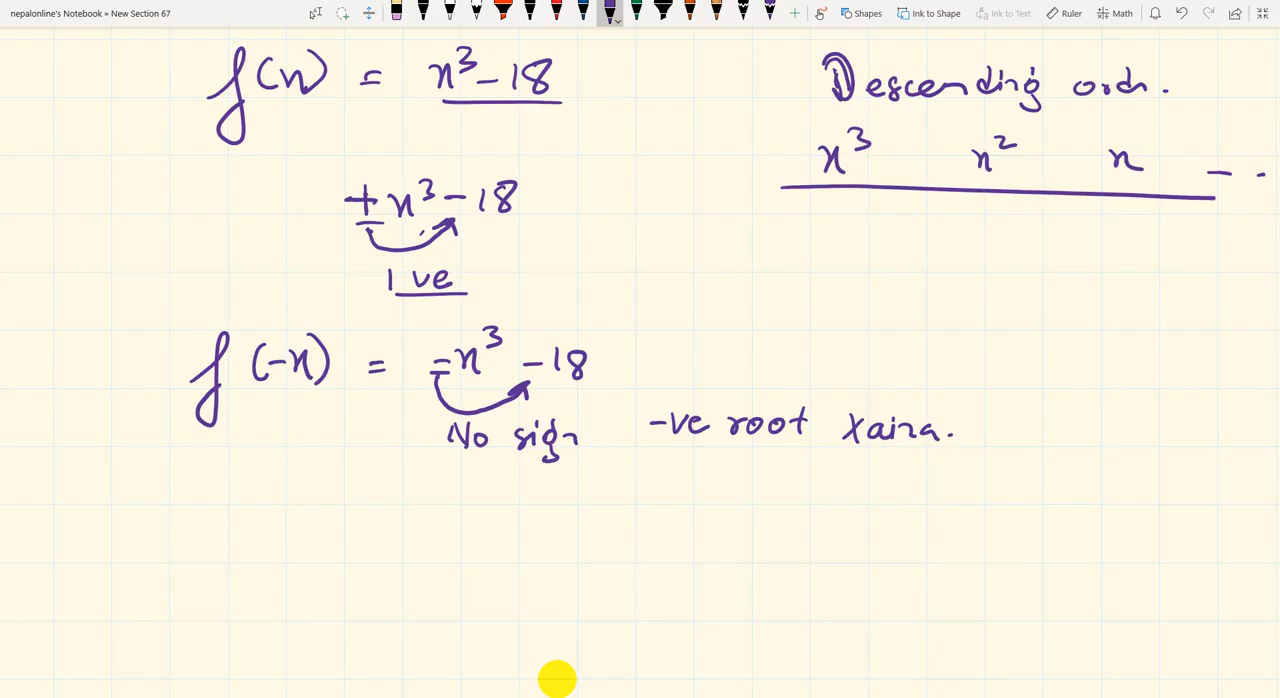 nepalonline's Notebook » New Section 67
Shapes Ink to Shape Ink to Text Ruler Math
f(x) = x³ - 18
Descending ordr.
x³ x² x - -
+x³ - 18
1 ve
f(-x) = -x³ - 18
No sign -ve root xaina.